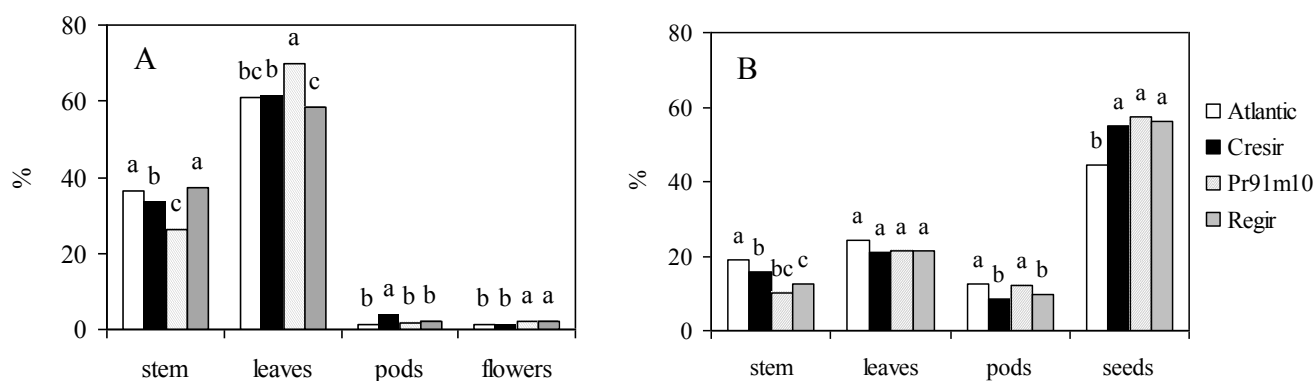 A
%
80
60
40
20
0
a b c a
bc b a c
b a b b
b b a a
stem leaves pods flowers
B
%
80
60
40
20
0
a b bc c
a a a a
a b a b
b a a a
stem leaves pods seeds
Atlantic
Cresir
Pr91m10
Regir